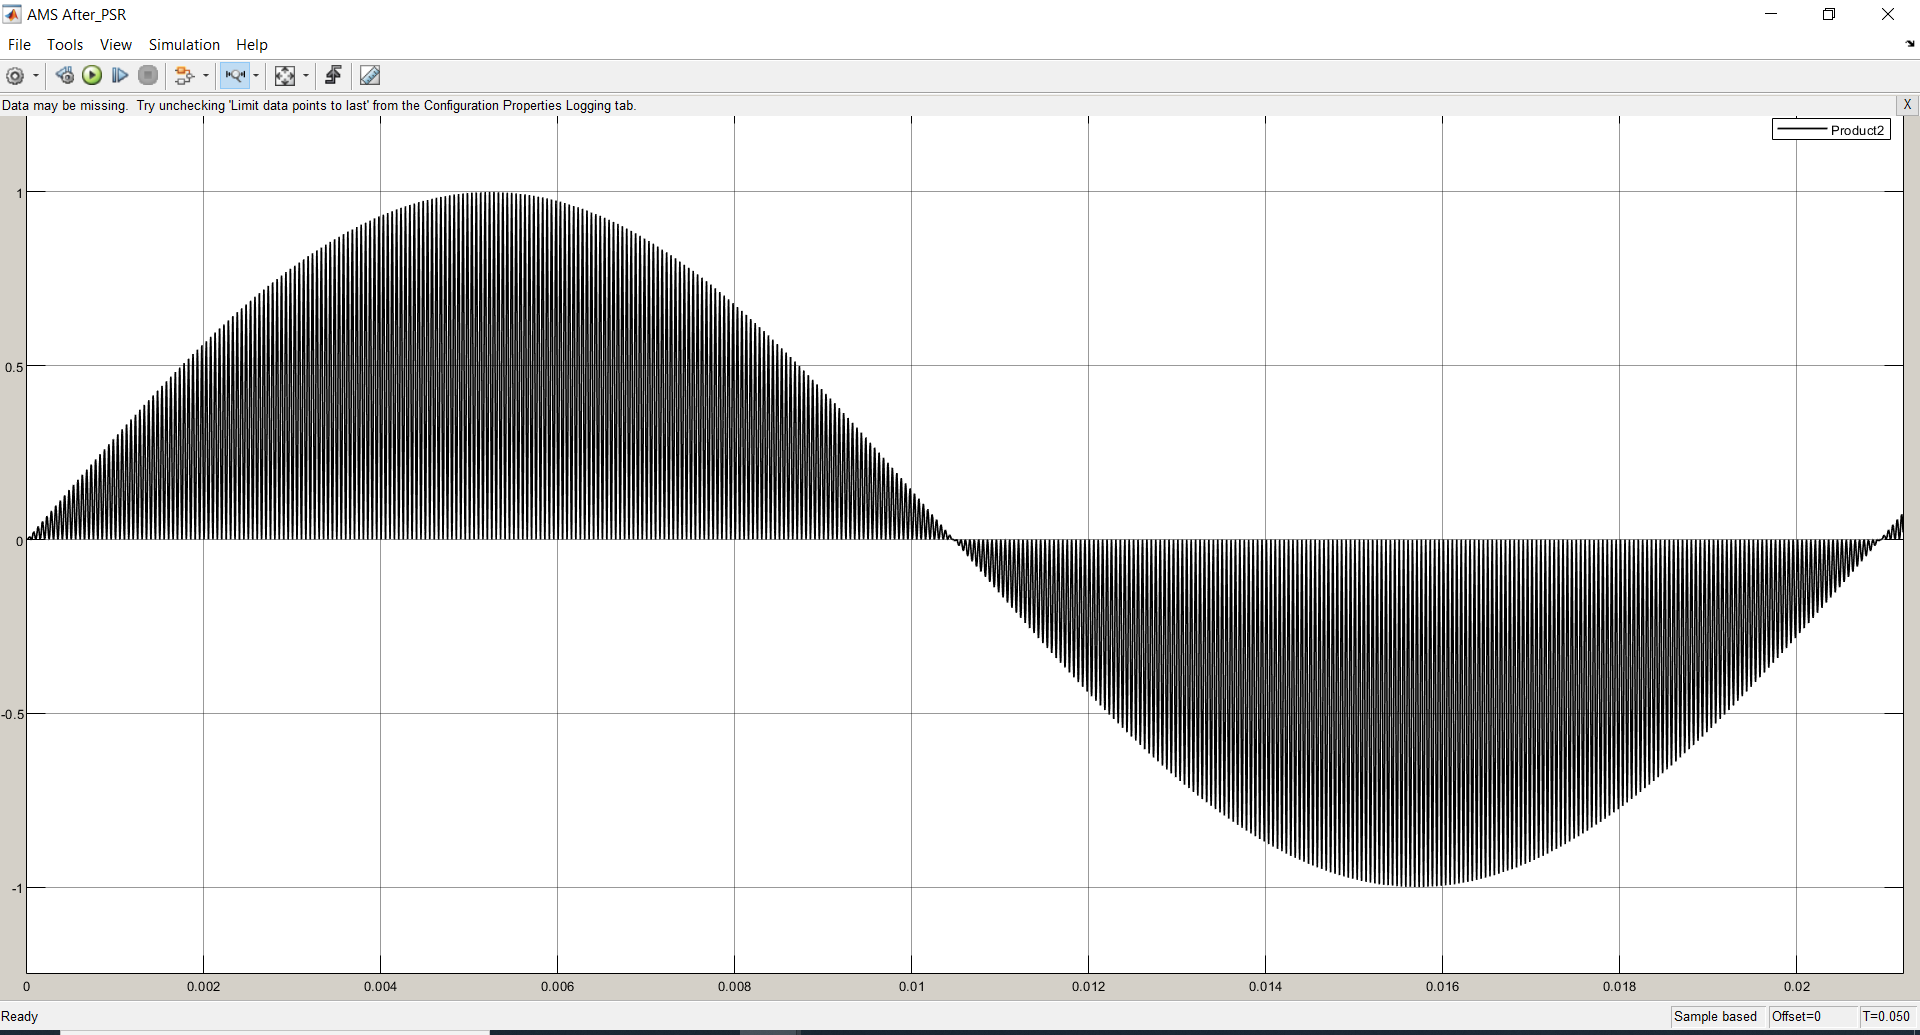 AMS After_PSR
File Tools View Simulation Help
Data may be missing. Try unchecking 'Limit data points to last' from the Configuration Properties Logging tab.
X
Product2
1
0.5
0
-0.5
-1
0 0.002 0.004 0.006 0.008 0.01 0.012 0.014 0.016 0.018 0.02
Ready
Sample based Offset=0 T=0.050